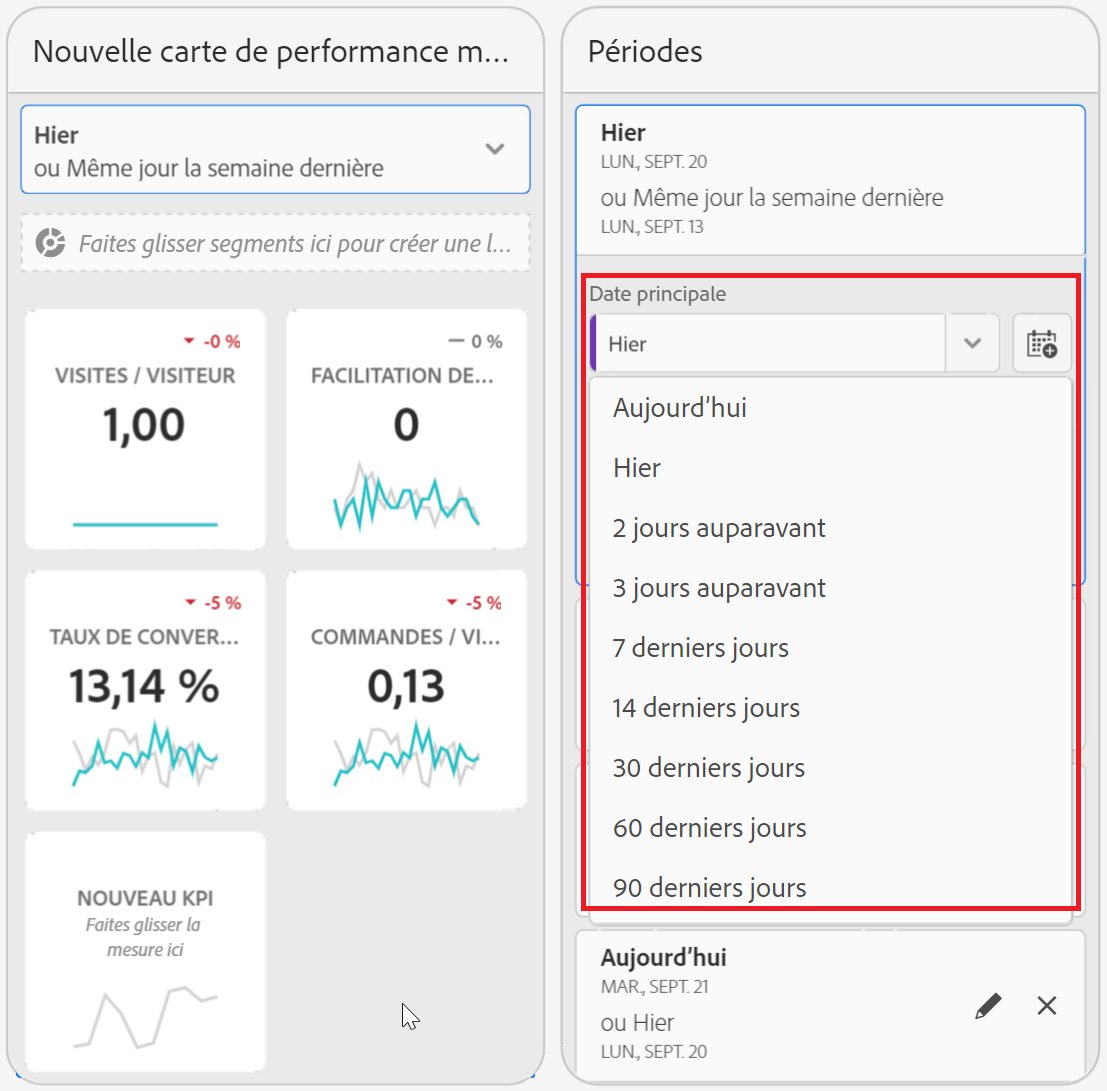 Nouvelle carte de performance m...
Hier
ou Même jour la semaine dernière
Faites glisser segments ici pour créer une l...
-0 %
VISITES / VISITEUR
1,00
0 %
FACILITATION DE...
0
-5 %
TAUX DE CONVER...
13,14 %
-5 %
COMMANDES / VI...
0,13
NOUVEAU KPI
Faites glisser la
mesure ici
Périodes
Hier
LUN., SEPT. 20
ou Même jour la semaine dernière
LUN., SEPT. 13
Date principale
Hier
Aujourd’hui
Hier
2 jours auparavant
3 jours auparavant
7 derniers jours
14 derniers jours
30 derniers jours
60 derniers jours
90 derniers jours
Aujourd’hui
MAR., SEPT. 21
ou Hier
LUN., SEPT. 20